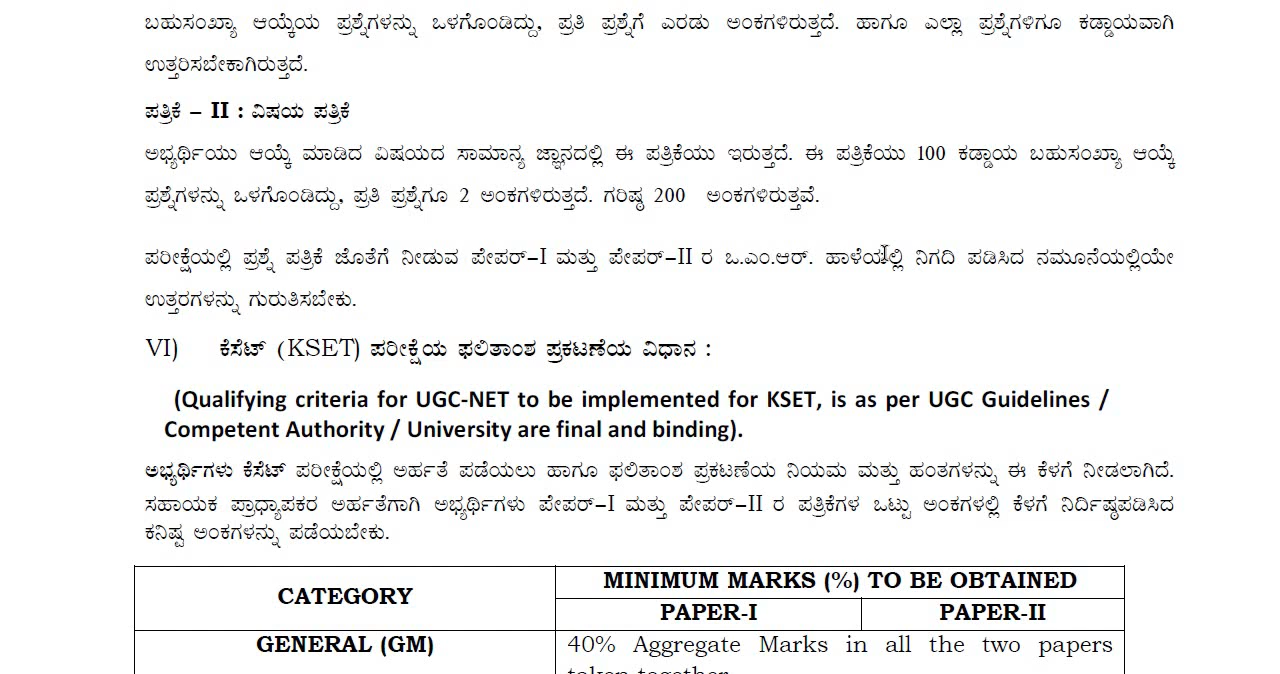 ಬಹುಸಂಖ್ಯಾ ಆಯ್ಕೆಯ ಪ್ರಶ್ನೆಗಳನ್ನು ಒಳಗೊಂಡಿದ್ದು, ಪ್ರತಿ ಪ್ರಶ್ನೆಗೆ ಎರಡು ಅಂಕಗಳಿರುತ್ತದೆ. ಹಾಗೂ ಎಲ್ಲಾ ಪ್ರಶ್ನೆಗಳಿಗೂ ಕಡ್ಡಾಯವಾಗಿ
ಉತ್ತರಿಸಬೇಕಾಗಿರುತ್ತದೆ.
ಪತ್ರಿಕೆ – II : ವಿಷಯ ಪತ್ರಿಕೆ
ಅಭ್ಯರ್ಥಿಯು ಆಯ್ಕೆ ಮಾಡಿದ ವಿಷಯದ ಸಾಮಾನ್ಯ ಜ್ಞಾನದಲ್ಲಿ ಈ ಪತ್ರಿಕೆಯು ಇರುತ್ತದೆ. ಈ ಪತ್ರಿಕೆಯು 100 ಕಡ್ಡಾಯ ಬಹುಸಂಖ್ಯಾ ಆಯ್ಕೆ
ಪ್ರಶ್ನೆಗಳನ್ನು ಒಳಗೊಂಡಿದ್ದು, ಪ್ರತಿ ಪ್ರಶ್ನೆಗೂ 2 ಅಂಕಗಳಿರುತ್ತದೆ. ಗರಿಷ್ಠ 200 ಅಂಕಗಳಿರುತ್ತವೆ.
ಪರೀಕ್ಷೆಯಲ್ಲಿ ಪ್ರಶ್ನೆ ಪತ್ರಿಕೆ ಜೊತೆಗೆ ನೀಡುವ ಪೇಪರ್–I ಮತ್ತು ಪೇಪರ್–II ರ ಒ.ಎಂ.ಆರ್. ಹಾಳೆಯಲ್ಲಿ ನಿಗದಿ ಪಡಿಸಿದ ನಮೂನೆಯಲ್ಲಿಯೇ
ಉತ್ತರಗಳನ್ನು ಗುರುತಿಸಬೇಕು.
VI) ಕೆಸೆಟ್ (KSET) ಪರೀಕ್ಷೆಯ ಫಲಿತಾಂಶ ಪ್ರಕಟಣೆಯ ವಿಧಾನ :
(Qualifying criteria for UGC-NET to be implemented for KSET, is as per UGC Guidelines /
Competent Authority / University are final and binding).
ಅಭ್ಯರ್ಥಿಗಳು ಕೆಸೆಟ್ ಪರೀಕ್ಷೆಯಲ್ಲಿ ಅರ್ಹತೆ ಪಡೆಯಲು ಹಾಗೂ ಫಲಿತಾಂಶ ಪ್ರಕಟಣೆಯ ನಿಯಮ ಮತ್ತು ಹಂತಗಳನ್ನು ಈ ಕೆಳಗೆ ನೀಡಲಾಗಿದೆ.
ಸಹಾಯಕ ಪ್ರಾಧ್ಯಾಪಕರ ಅರ್ಹತೆಗಾಗಿ ಅಭ್ಯರ್ಥಿಗಳು ಪೇಪರ್–I ಮತ್ತು ಪೇಪರ್–II ರ ಪತ್ರಿಕೆಗಳ ಒಟ್ಟು ಅಂಕಗಳಲ್ಲಿ ಕೆಳಗೆ ನಿರ್ದಿಷ್ಠಪಡಿಸಿದ
ಕನಿಷ್ಟ ಅಂಕಗಳನ್ನು ಪಡೆಯಬೇಕು.
CATEGORY
MINIMUM MARKS (%) TO BE OBTAINED
PAPER-I PAPER-II
GENERAL (GM)
40% Aggregate Marks in all the two papers
taken together